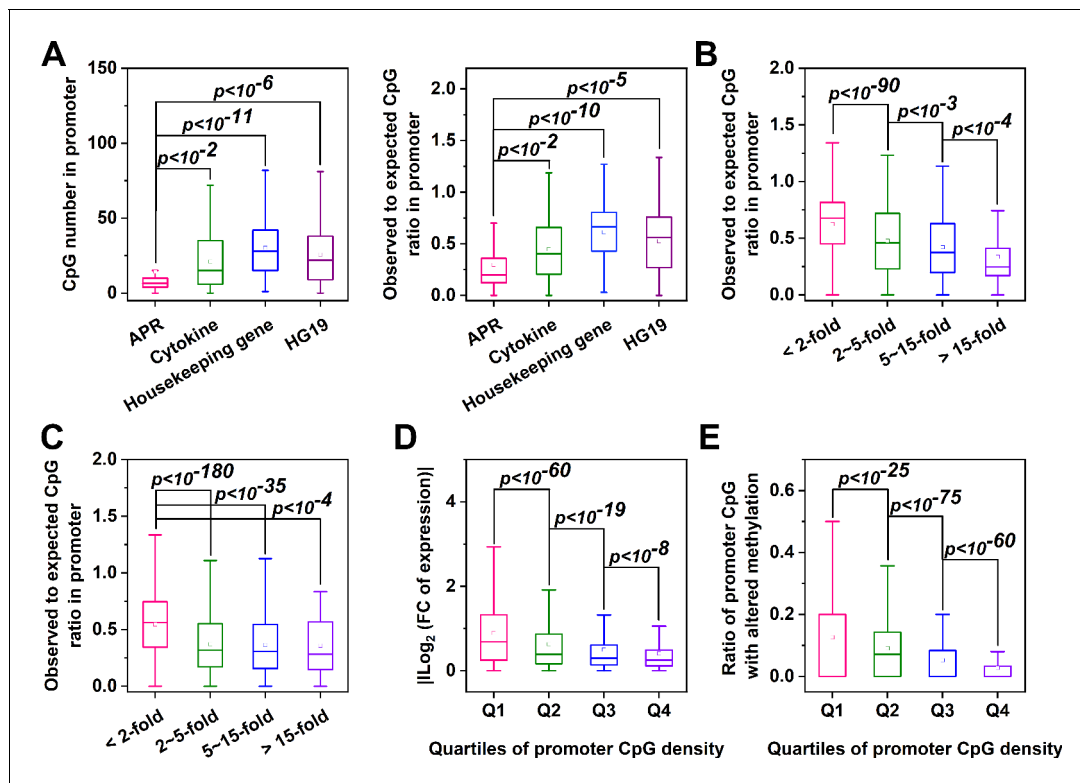 A
CpG number in promoter
150
100
50
0
p<10-6
p<10-11
p<10-2
APR
Cytokine
Housekeeping gene
HG19
Observed to expected CpG
ratio in promoter
2.0
1.5
1.0
0.5
0.0
p<10-5
p<10-10
p<10-2
APR
Cytokine
Housekeeping gene
HG19
B
Observed to expected CpG
ratio in promoter
2.0
1.5
1.0
0.5
0.0
p<10-90
p<10-3
p<10-4
< 2-fold
2~5-fold
5~15-fold
> 15-fold
C
Observed to expected CpG
ratio in promoter
2.0
1.5
1.0
0.5
0.0
p<10-180
p<10-35
p<10-4
< 2-fold
2~5-fold
5~15-fold
> 15-fold
D
|lLog2 (FC of expression)|
4
2
0
p<10-60
p<10-19
p<10-8
Q1 Q2 Q3 Q4
Quartiles of promoter CpG density
E
Ratio of promoter CpG
with altered methylation
0.6
0.4
0.2
0.0
p<10-25
p<10-75
p<10-60
Q1 Q2 Q3 Q4
Quartiles of promoter CpG density